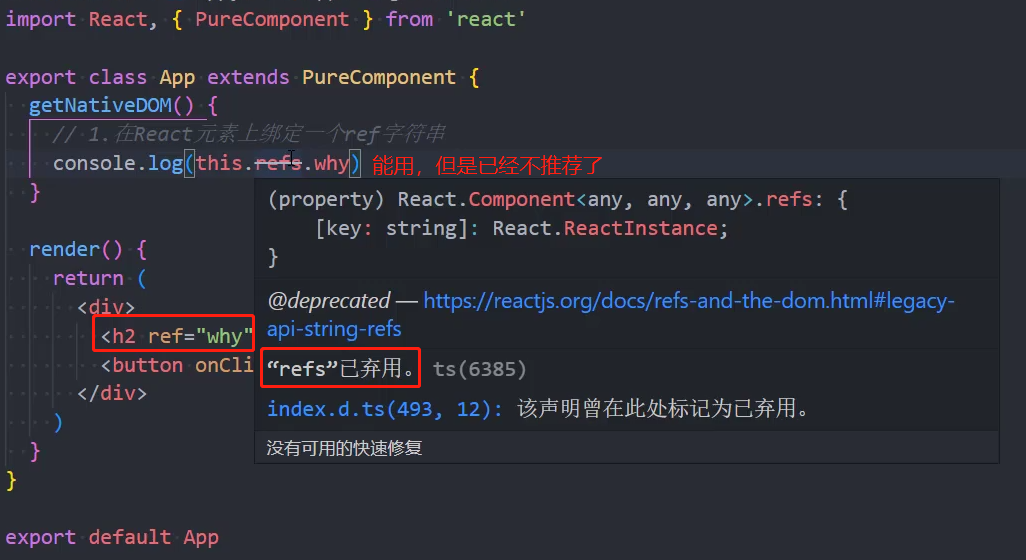 import React, { PureComponent } from 'react'
export class App extends PureComponent {
getNativeDOM() {
// 1.在React元素上绑定一个ref字符串
console.log(this.refs.why) 能用，但是已经不推荐了
}
(property) React.Component<any, any, any>.refs: {
[key: string]: React.ReactInstance;
}
@deprecated — https://reactjs.org/docs/refs-and-the-dom.html#legacy-
api-string-refs
“refs”已弃用。 ts(6385)
index.d.ts(493, 12): 该声明曾在此处标记为已弃用。
没有可用的快速修复
render() {
return (
<div>
<h2 ref="why"
<button onCli
</div>
)
}
}
export default App